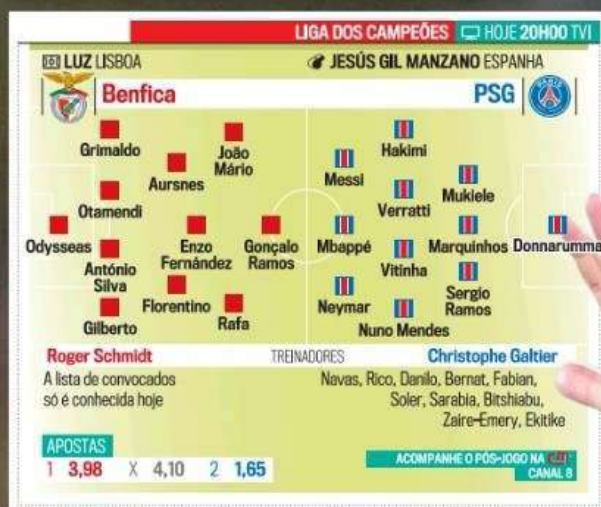 LIGA DOS CAMPEÕES HOJE 20H00 TVI
LUZ LISBOA
JESÚS GIL MANZANO ESPANHA
Benfica
PSG
Grimaldo
João
Mário
Aursnes
Otamendi
Odysseas
António
Silva
Enzo
Fernández
Gonçalo
Ramos
Florentino
Gilberto
Rafa
Hakimi
Messi
Mukiele
Verratti
Mbappé
Marquinhos
Donnarumma
Vitinha
Neymar
Sergio
Ramos
Nuno Mendes
Roger Schmidt
TREINADORES
Christophe Galtier
A lista de convocados
só é conhecida hoje
Navas, Rico, Danilo, Bernat, Fabian,
Soler, Sarabia, Bitshiabu,
Zaire-Emery, Ekitike
APOSTAS
1 3,98 X 4,10 2 1,65
ACOMPANHE O PÓS-JOGO NA
CANAL 8